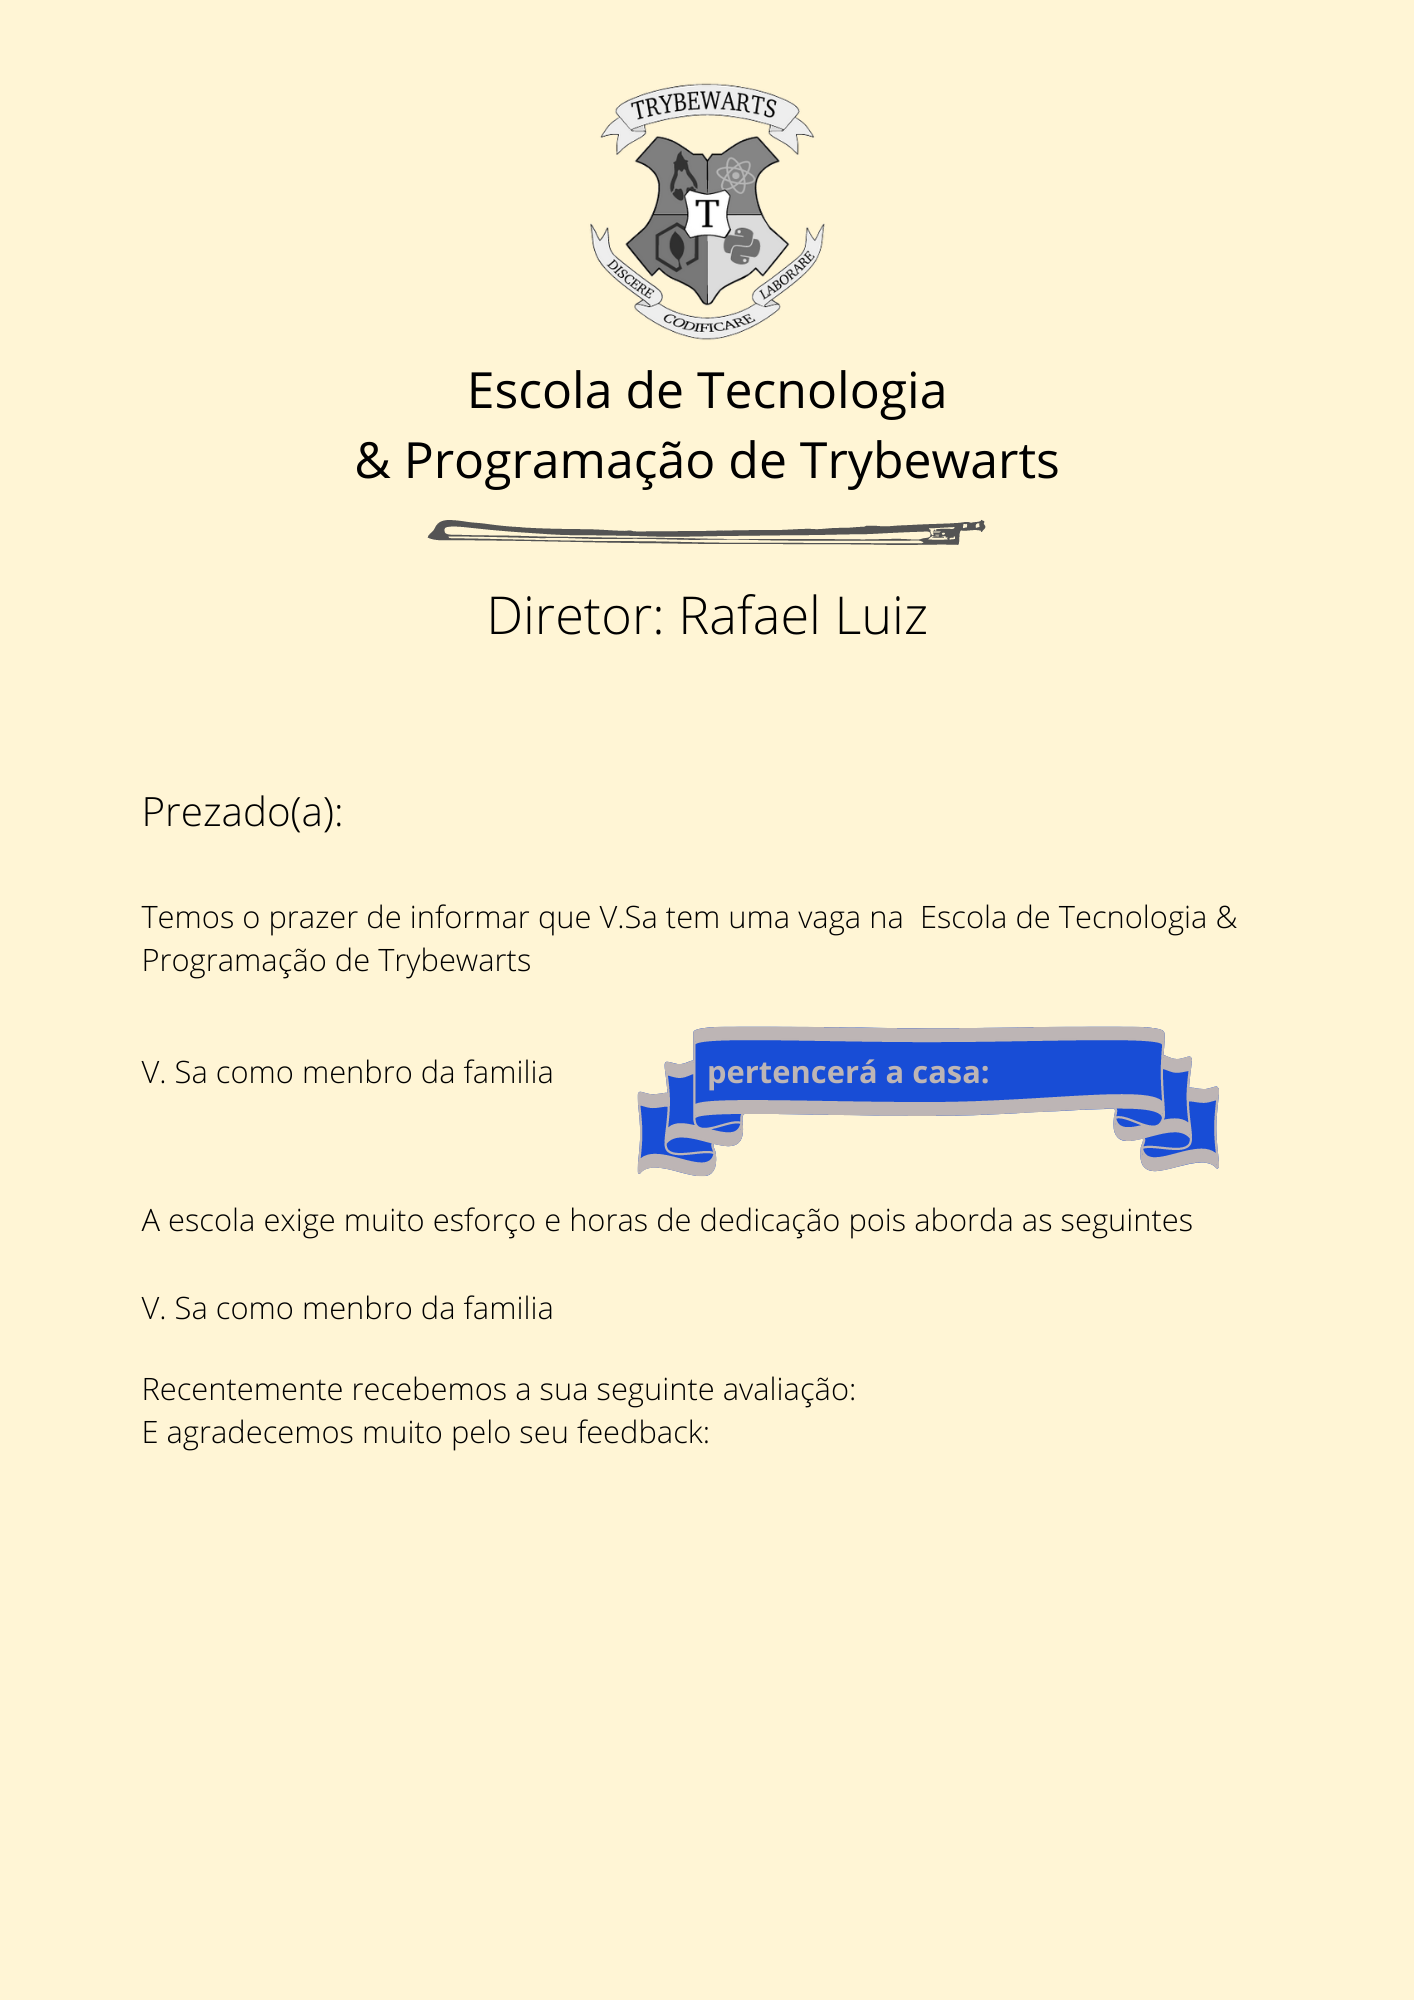 TRYBEWARTS
T
DISCERE
CODIFICARE
LABORARE
Escola de Tecnologia
& Programação de Trybewarts
Diretor: Rafael Luiz
Prezado(a):
Temos o prazer de informar que V.Sa tem uma vaga na  Escola de Tecnologia &
Programação de Trybewarts
V. Sa como menbro da familia
pertencerá a casa:
A escola exige muito esforço e horas de dedicação pois aborda as seguintes
V. Sa como menbro da familia
Recentemente recebemos a sua seguinte avaliação:
E agradecemos muito pelo seu feedback: